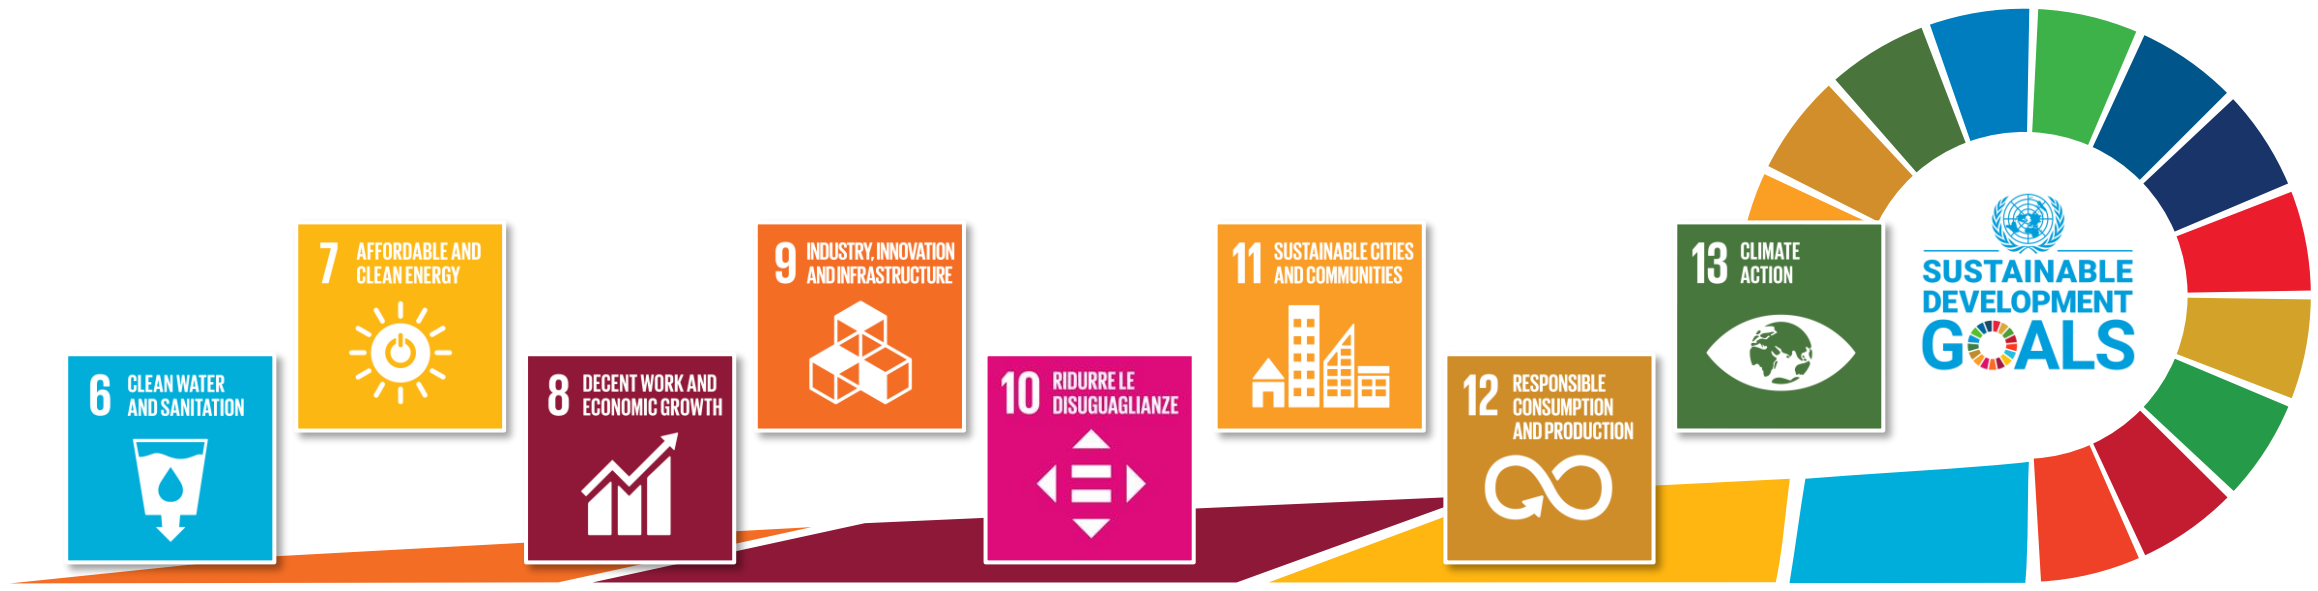 6
CLEAN WATER
AND SANITATION
7
AFFORDABLE AND
CLEAN ENERGY
8
DECENT WORK AND
ECONOMIC GROWTH
9
INDUSTRY, INNOVATION
AND INFRASTRUCTURE
10
RIDURRE LE
DISUGUAGLIANZE
11
SUSTAINABLE CITIES
AND COMMUNITIES
12
RESPONSIBLE
CONSUMPTION
AND PRODUCTION
13
CLIMATE
ACTION
SUSTAINABLE
DEVELOPMENT
GOALS